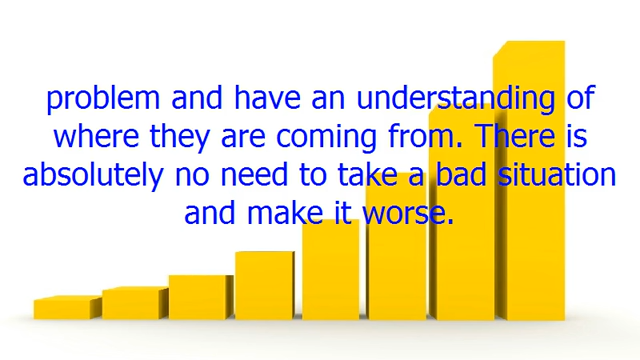 problem and have an understanding of
where they are coming from. There is
absolutely no need to take a bad situation
and make it worse.